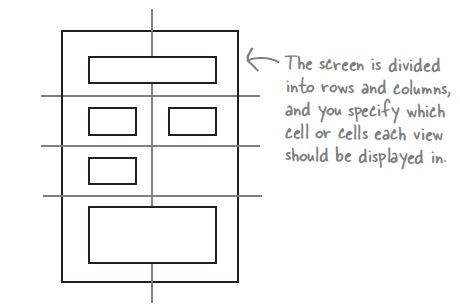 The screen is divided
into rows and columns,
and you specify which
cell or cells each view
should be displayed in.